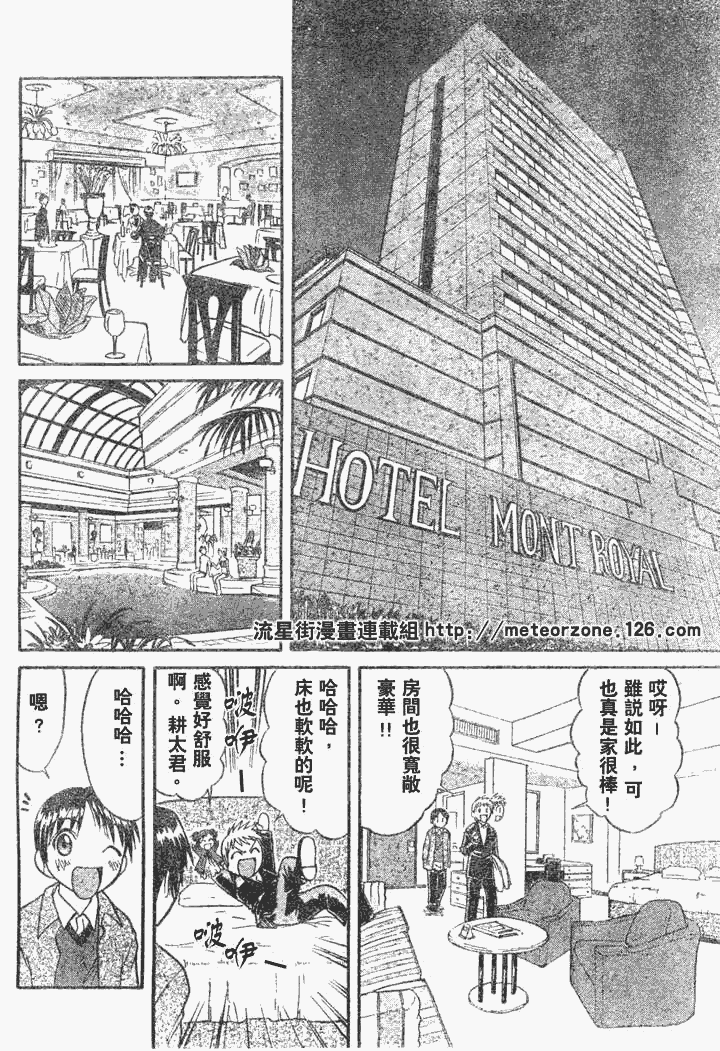 HOTEL MONT ROYAL
流星街漫畫連載組 http://meteorzone.126.com
哎呀－
雖說如此，可
也真是家很棒！
房間也很寬敞
豪華!!
哈哈哈，
床也軟軟的呢！
啵咿－
感覺好舒服
啊。耕太君。
啵咿－
哈哈哈…
嗯？